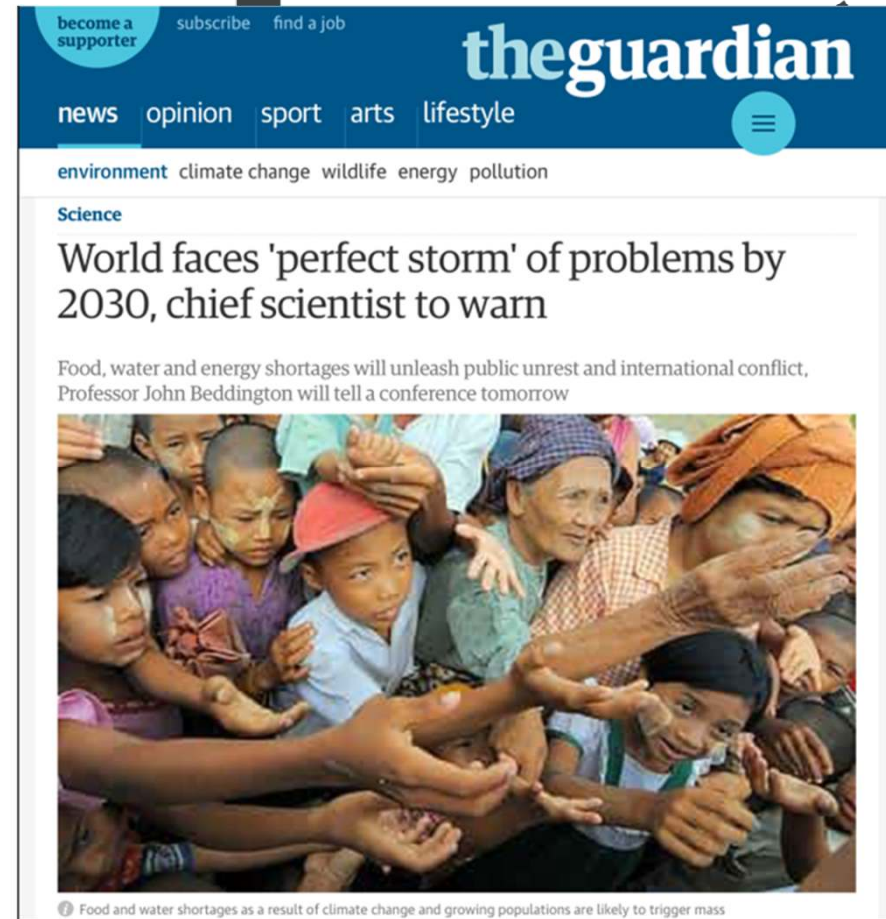 become a
supporter
subscribe find a job
theguardian
news opinion sport arts lifestyle
environment climate change wildlife energy pollution
Science
World faces 'perfect storm' of problems by
2030, chief scientist to warn
Food, water and energy shortages will unleash public unrest and international conflict,
Professor John Beddington will tell a conference tomorrow
Food and water shortages as a result of climate change and growing populations are likely to trigger mass